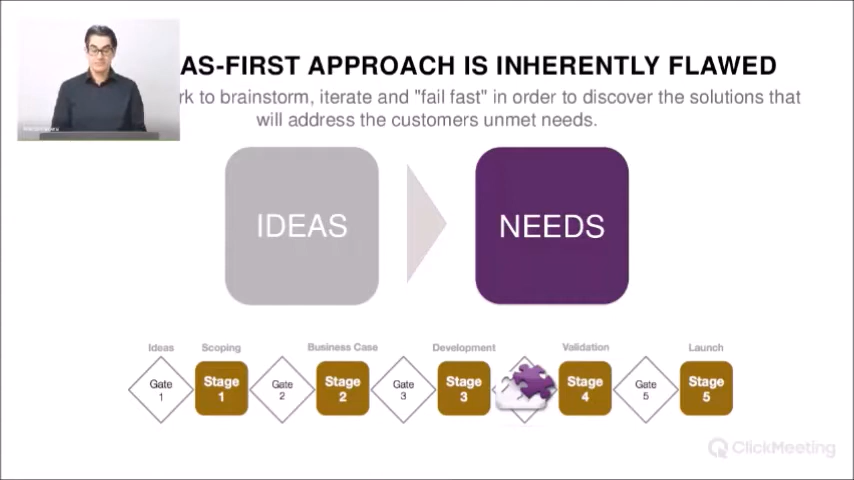 AS-FIRST APPROACH IS INHERENTLY FLAWED
rk to brainstorm, iterate and "fail fast" in order to discover the solutions that
will address the customers unmet needs.
IDEAS
NEEDS
Ideas
Scoping
Business Case
Development
Validation
Launch
Gate
1
Stage
1
Gate
2
Stage
2
Gate
3
Stage
3
Stage
4
Gate
5
Stage
5
ClickMeeting